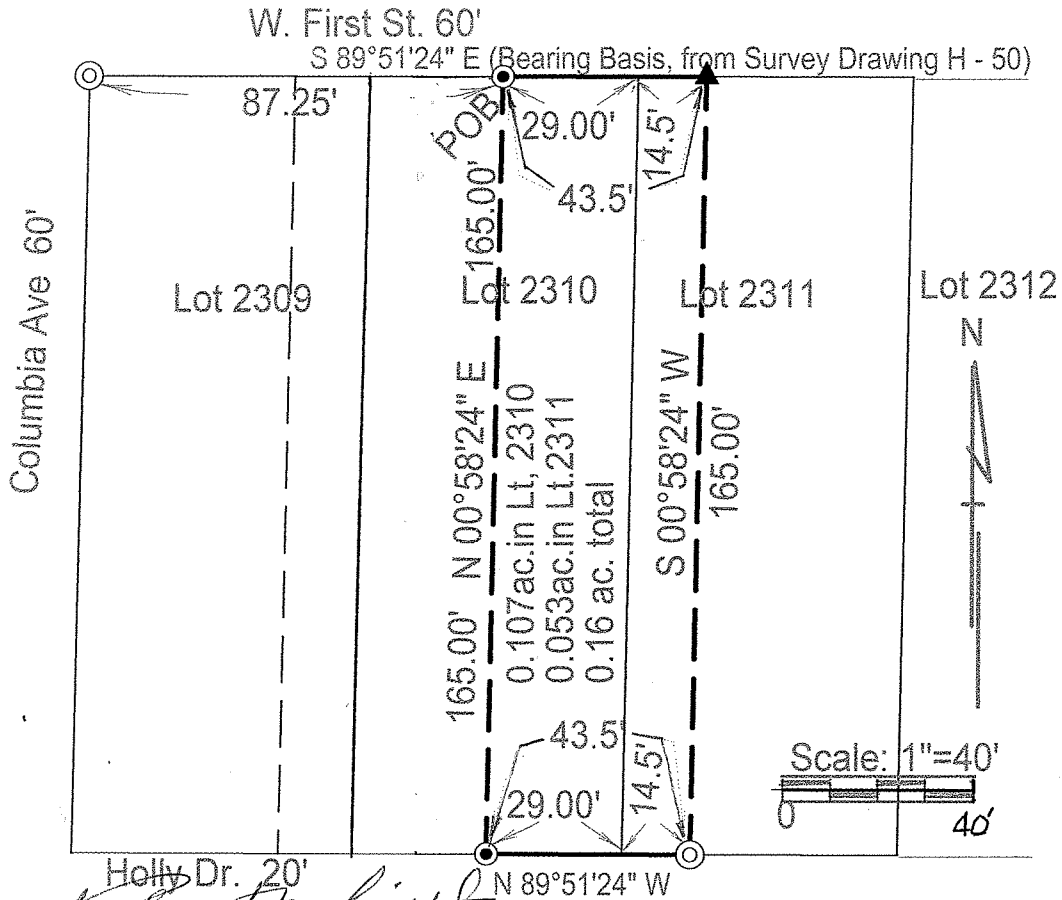 W. First St. 60'
S 89°51'24" E (Bearing Basis, from Survey Drawing H - 50)
87.25'
POB
29.00'
14.5'
43.5'
165.00'
Columbia Ave 60'
Lot 2309
Lot 2310
Lot 2311
Lot 2312
N
165.00' N 00°58'24" E
0.107ac.in Lt, 2310
0.053ac.in Lt.2311
0.16 ac. total
S 00°58'24" W
165.00'
43.5'
14.5'
29.00'
Scale: 1"=40'
0
40'
Holly Dr. 20'
N 89°51'24" W